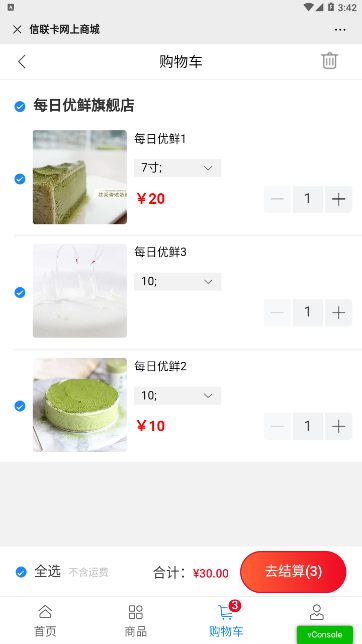 A
3:42
信联卡网上商城
购物车
每日优鲜旗舰店
每日优鲜1
7寸;
￥20
1
每日优鲜3
10;
1
每日优鲜2
10;
￥10
1
全选 不含运费 合计：¥30.00 去结算(3)
3
首页 商品 购物车
vConsole